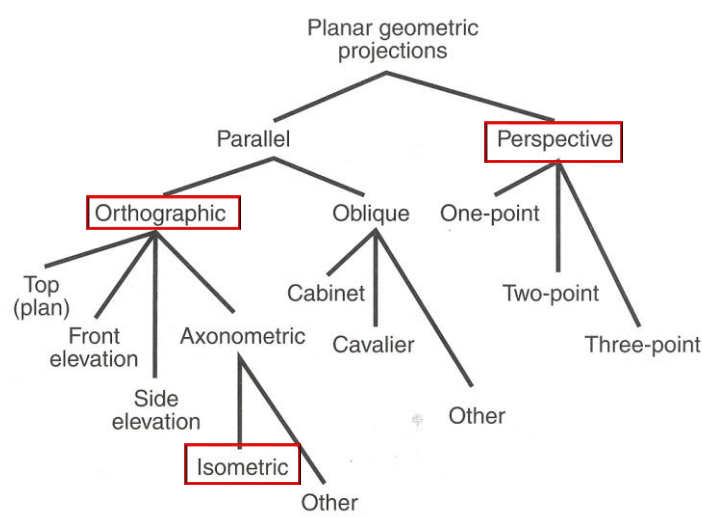 Planar geometric
projections
Parallel
Perspective
Orthographic
Oblique
One-point
Top
(plan)
Cabinet
Two-point
Front
elevation
Axonometric
Cavalier
Three-point
Side
elevation
Other
Isometric
Other